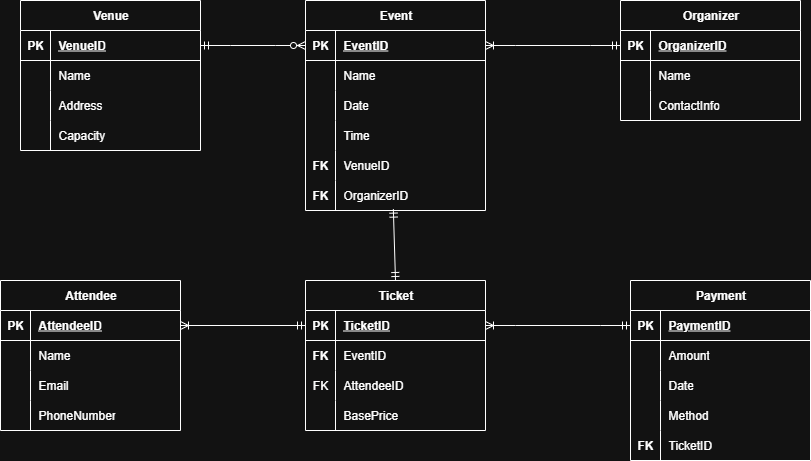 Venue
PK VenueID
Name
Address
Capacity
Event
PK EventID
Name
Date
Time
FK VenueID
FK OrganizerID
Organizer
PK OrganizerID
Name
ContactInfo
Attendee
PK AttendeeID
Name
Email
PhoneNumber
Ticket
PK TicketID
FK EventID
FK AttendeeID
BasePrice
Payment
PK PaymentID
Amount
Date
Method
FK TicketID